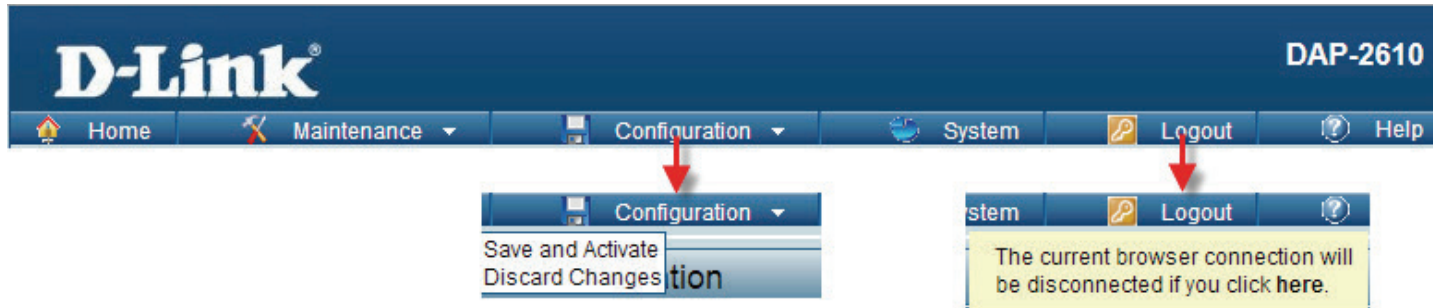 D-Link®
DAP-2610
Home Maintenance Configuration System Logout Help
Configuration
Save and Activate
Discard Changes
tion
stem Logout
The current browser connection will
be disconnected if you click here.